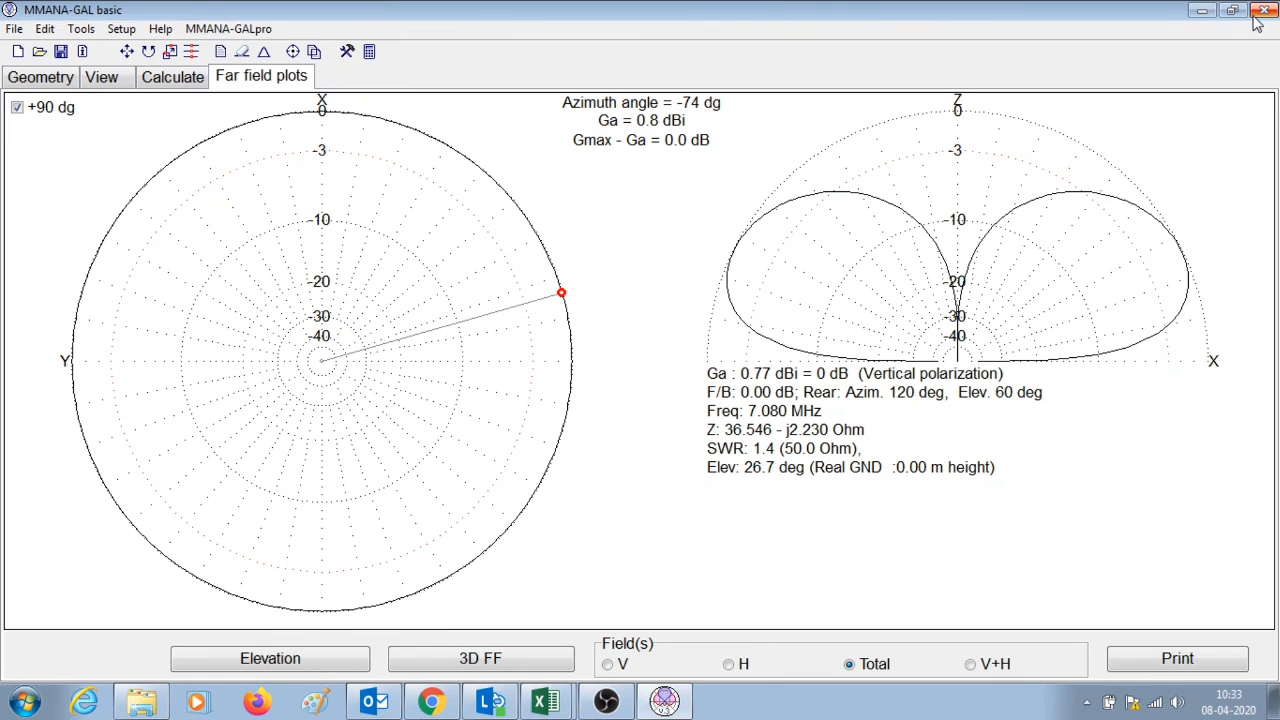 MMANA-GAL basic
File Edit Tools Setup Help MMANA-GALpro
Geometry View Calculate Far field plots
+90 dg
X
0
-3
-10
-20
-30
-40
Y
Azimuth angle = -74 dg
Ga = 0.8 dBi
Gmax - Ga = 0.0 dB
Z
0
-3
-10
-20
-30
-40
X
Ga : 0.77 dBi = 0 dB (Vertical polarization)
F/B: 0.00 dB; Rear: Azim. 120 deg, Elev. 60 deg
Freq: 7.080 MHz
Z: 36.546 - j2.230 Ohm
SWR: 1.4 (50.0 Ohm),
Elev: 26.7 deg (Real GND :0.00 m height)
Elevation
3D FF
Field(s)
V
H
Total
V+H
Print
10:33
08-04-2020